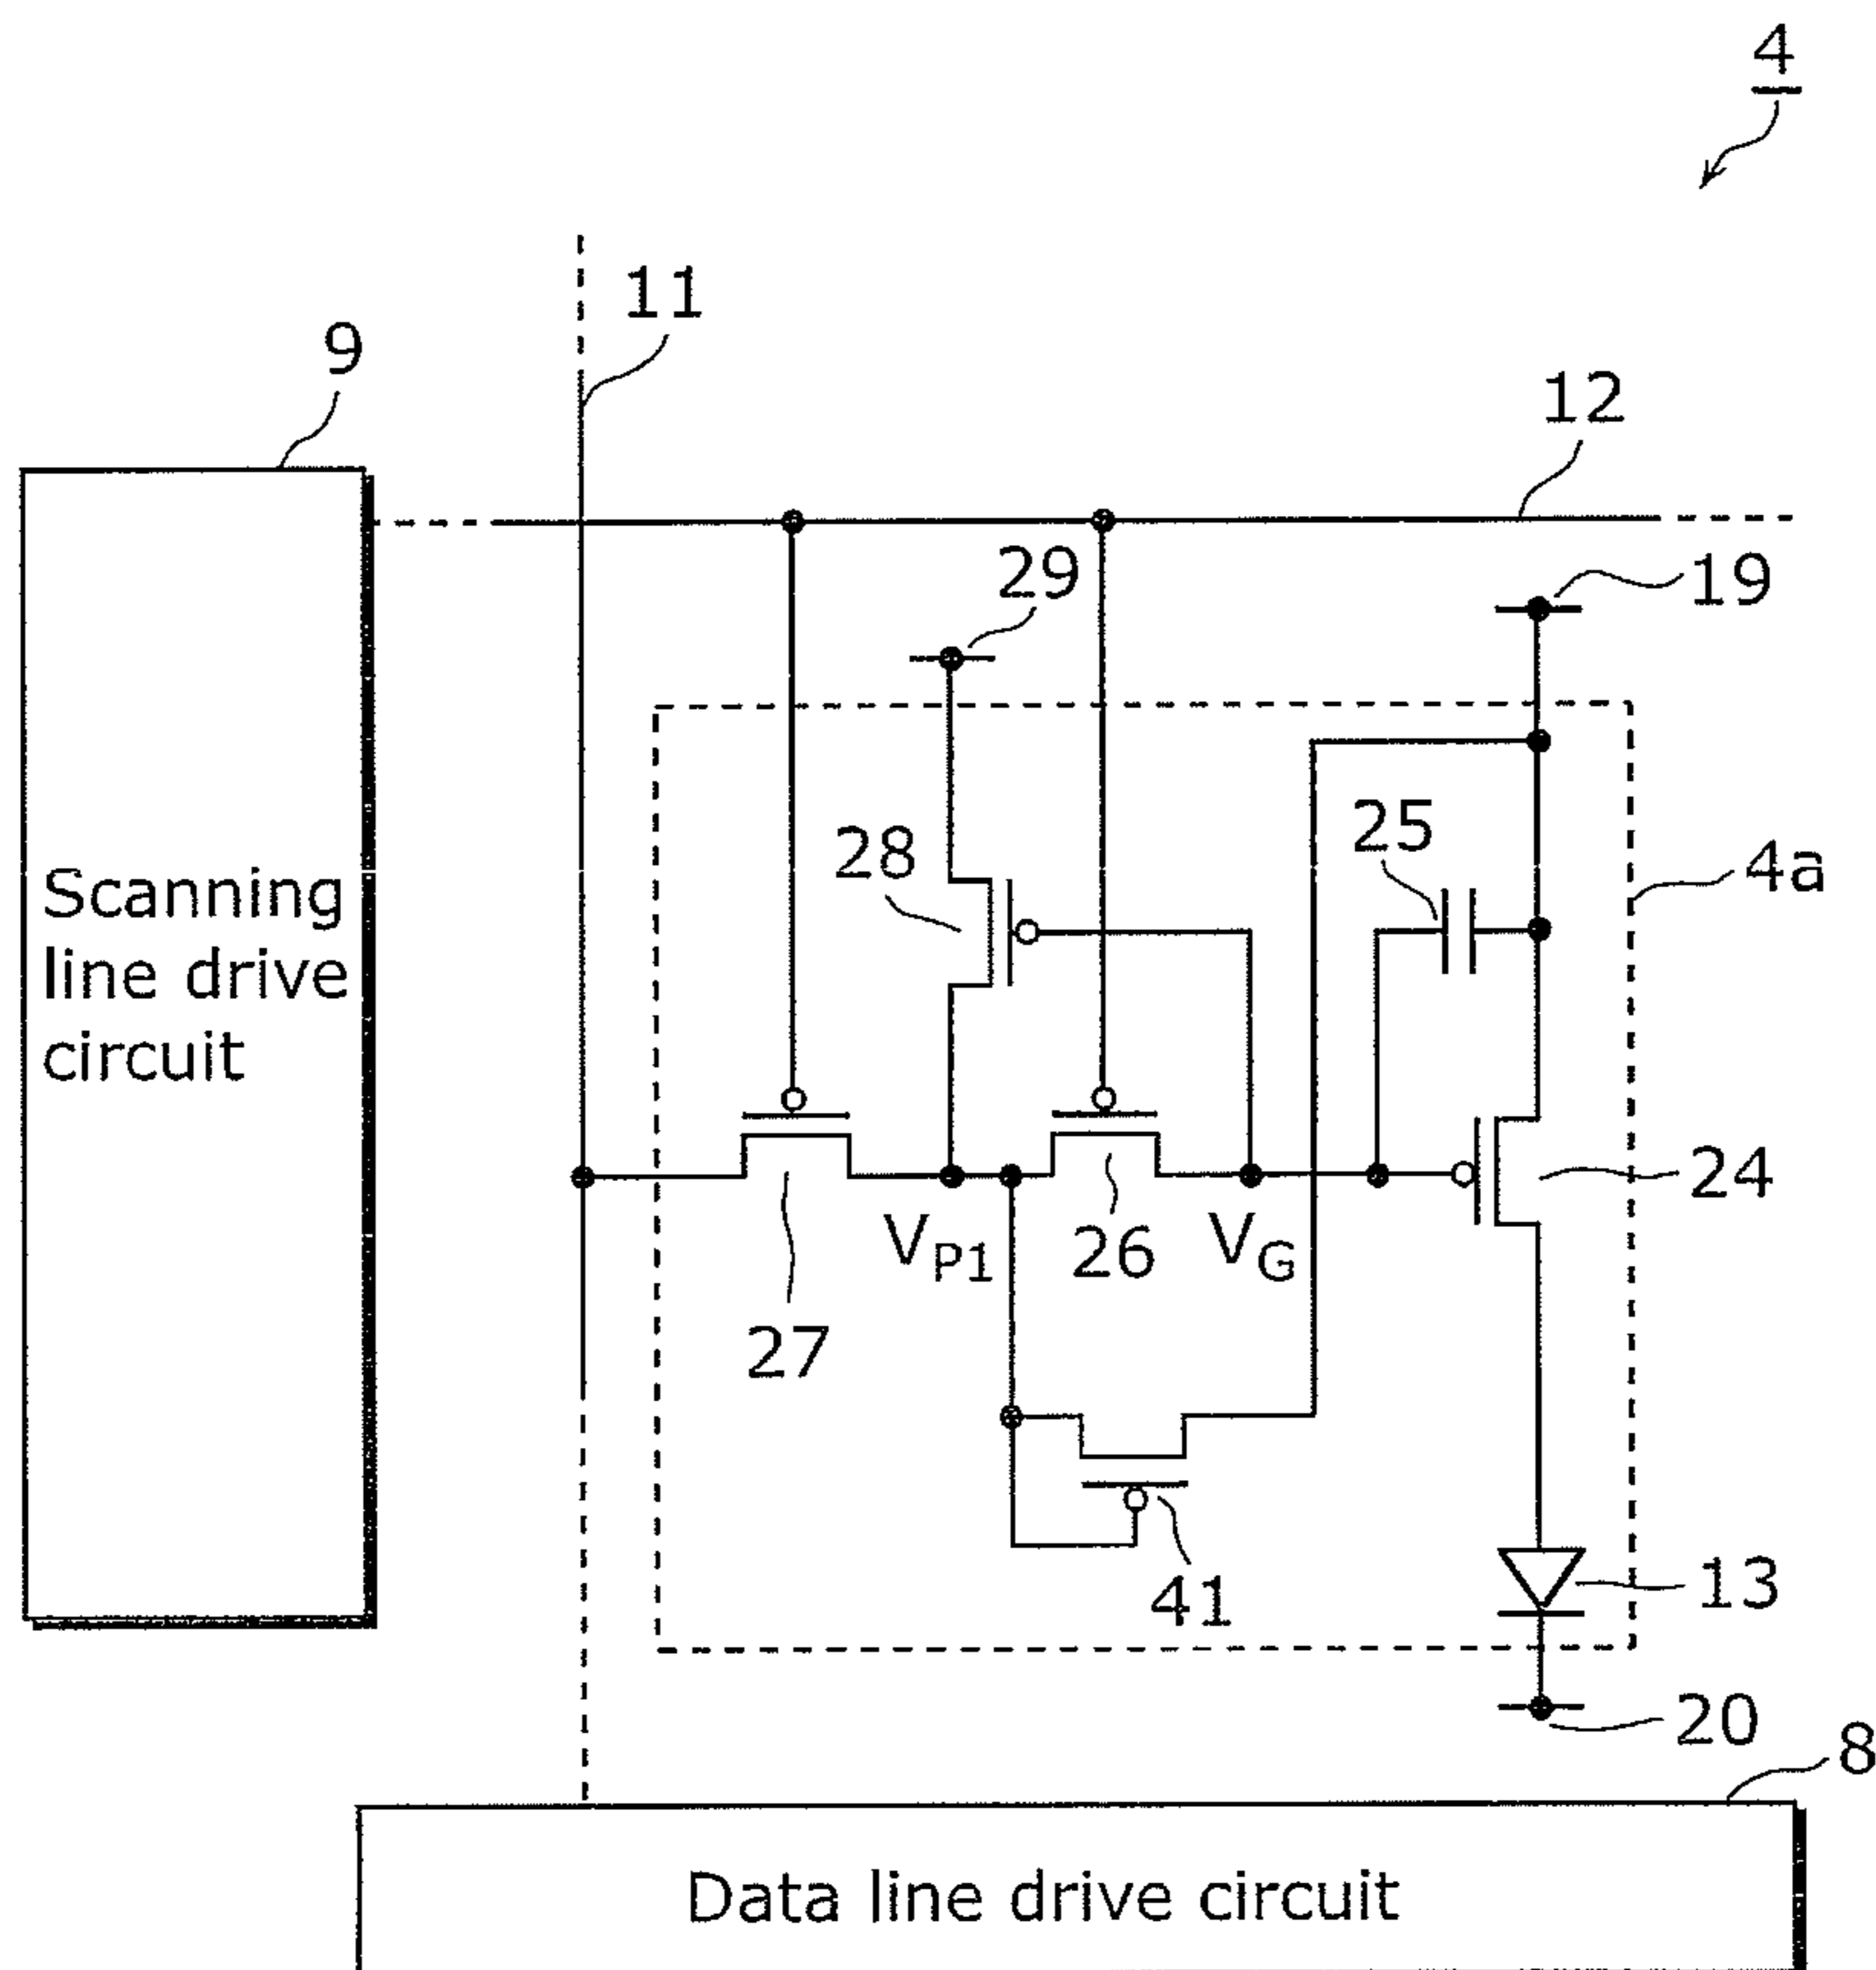 4
11
9
12
29
19
25
28
4a
Scanning
line drive
circuit
24
VP1
26
VG
27
41
13
20
8
Data line drive circuit